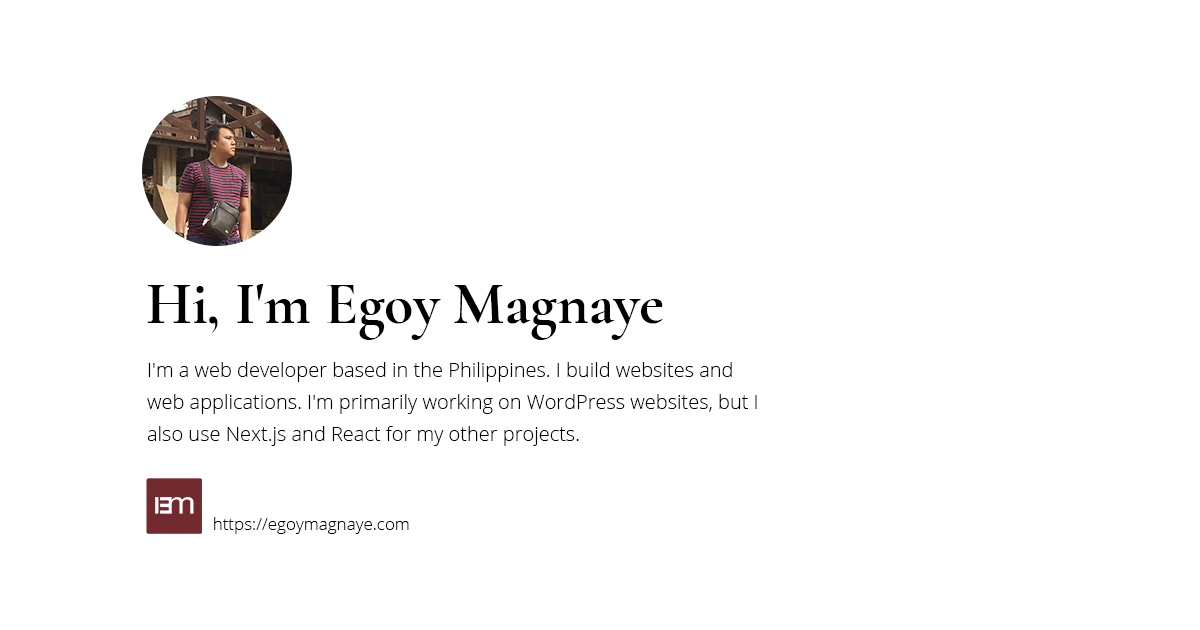 Hi, I'm Egoy Magnaye
I'm a web developer based in the Philippines. I build websites and
web applications. I'm primarily working on WordPress websites, but I
also use Next.js and React for my other projects.
EM
https://egoymagnaye.com